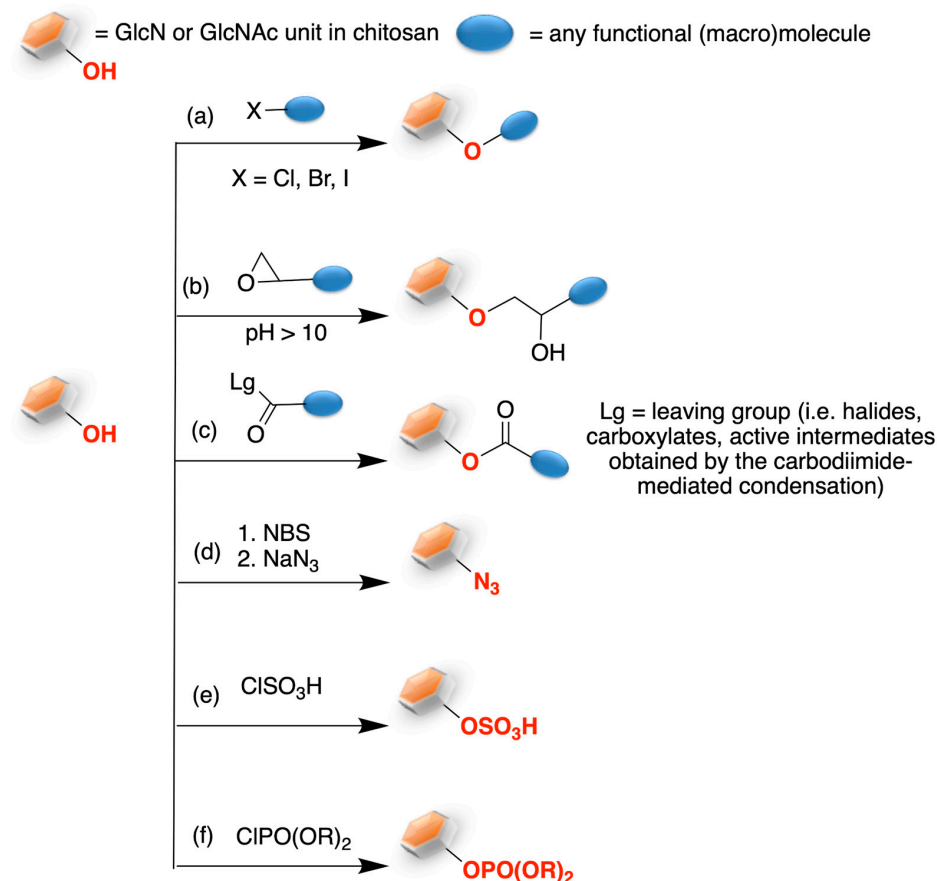 = GlcN or GlcNAc unit in chitosan
= any functional (macro)molecule
OH
(a)
X
X = Cl, Br, I
O
(b)
O
pH > 10
O
OH
OH
(c)
Lg
O
O
O
Lg = leaving group (i.e. halides,
carboxylates, active intermediates
obtained by the carbodiimide-
mediated condensation)
(d)
1. NBS
2. NaN₃
N₃
(e)
ClSO₃H
OSO₃H
(f)
ClPO(OR)₂
OPO(OR)₂